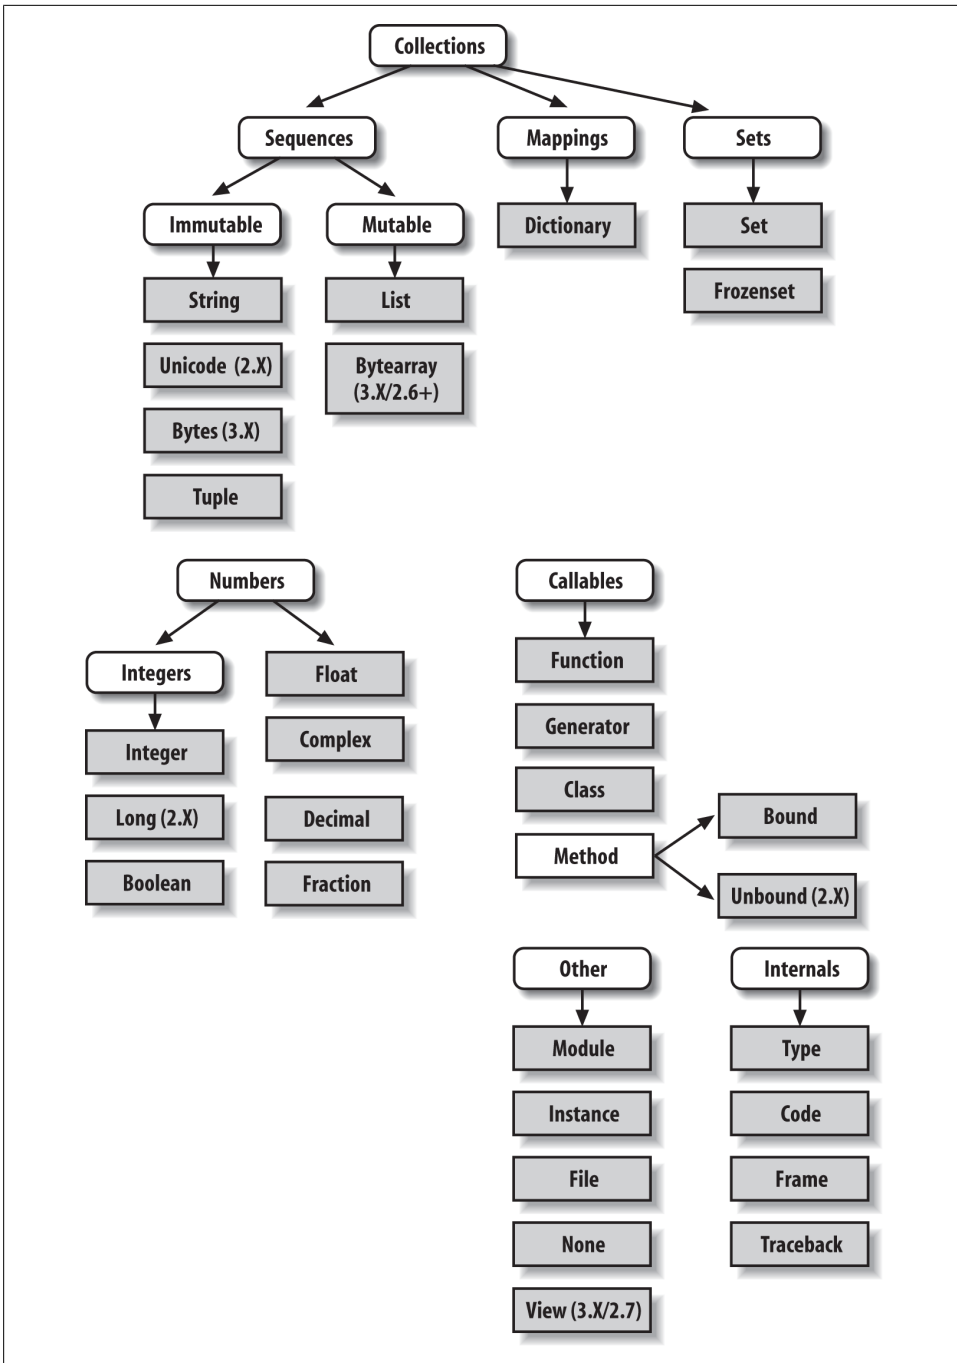 Collections
Sequences
Mappings
Sets
Immutable
Mutable
Dictionary
Set
String
List
Frozenset
Unicode (2.X)
Bytearray
(3.X/2.6+)
Bytes (3.X)
Tuple
Numbers
Integers
Float
Integer
Complex
Long (2.X)
Decimal
Boolean
Fraction
Callables
Function
Generator
Class
Method
Bound
Unbound (2.X)
Other
Module
Instance
File
None
View (3.X/2.7)
Internals
Type
Code
Frame
Traceback